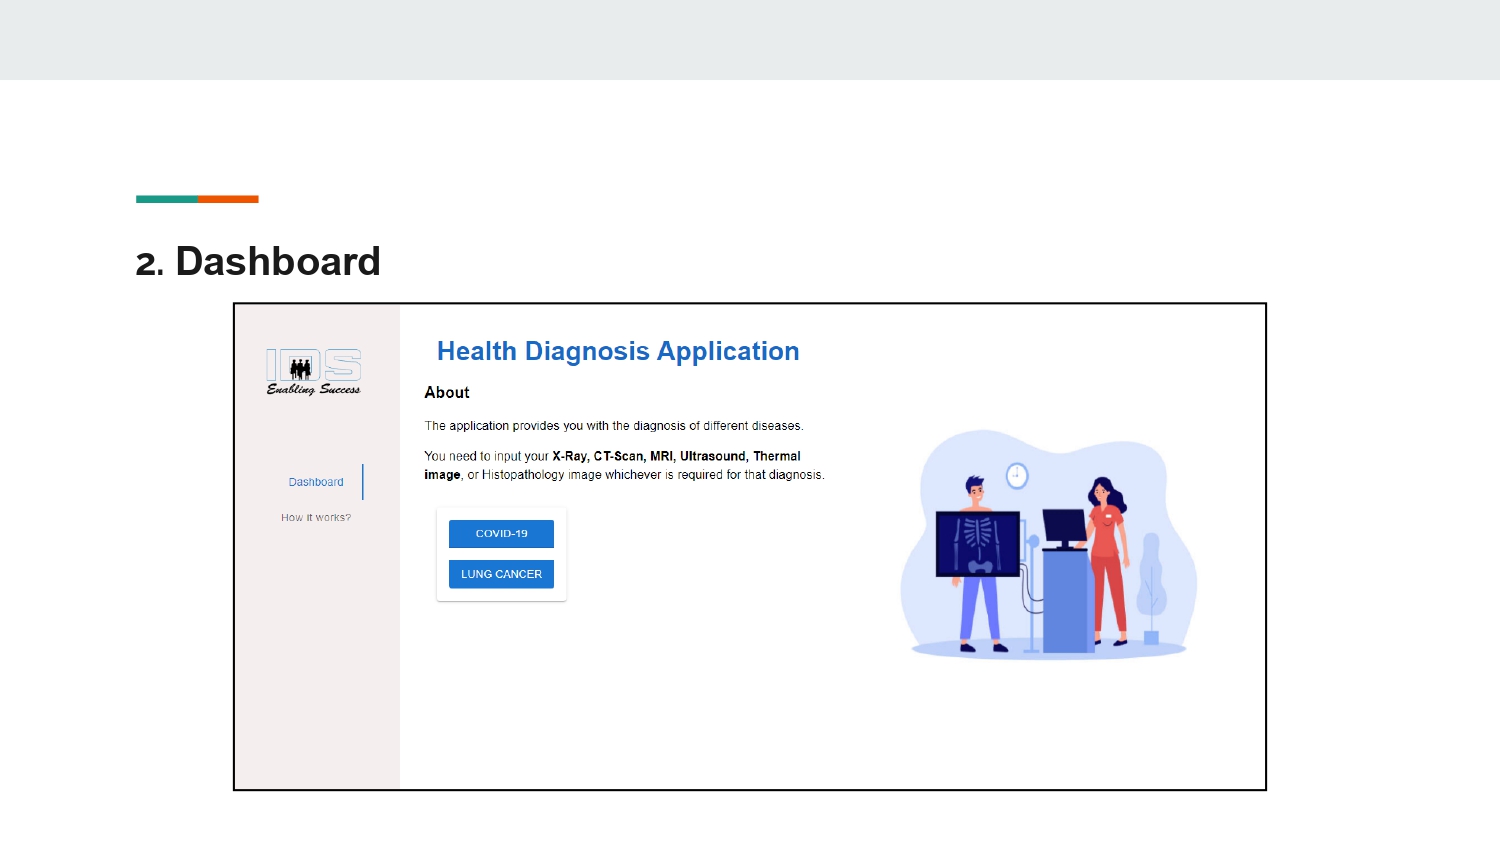 2. Dashboard
IDS
Enabling Success
Dashboard
How it works?
Health Diagnosis Application
About
The application provides you with the diagnosis of different diseases.
You need to input your X-Ray, CT-Scan, MRI, Ultrasound, Thermal
image, or Histopathology image whichever is required for that diagnosis.
COVID-19
LUNG CANCER